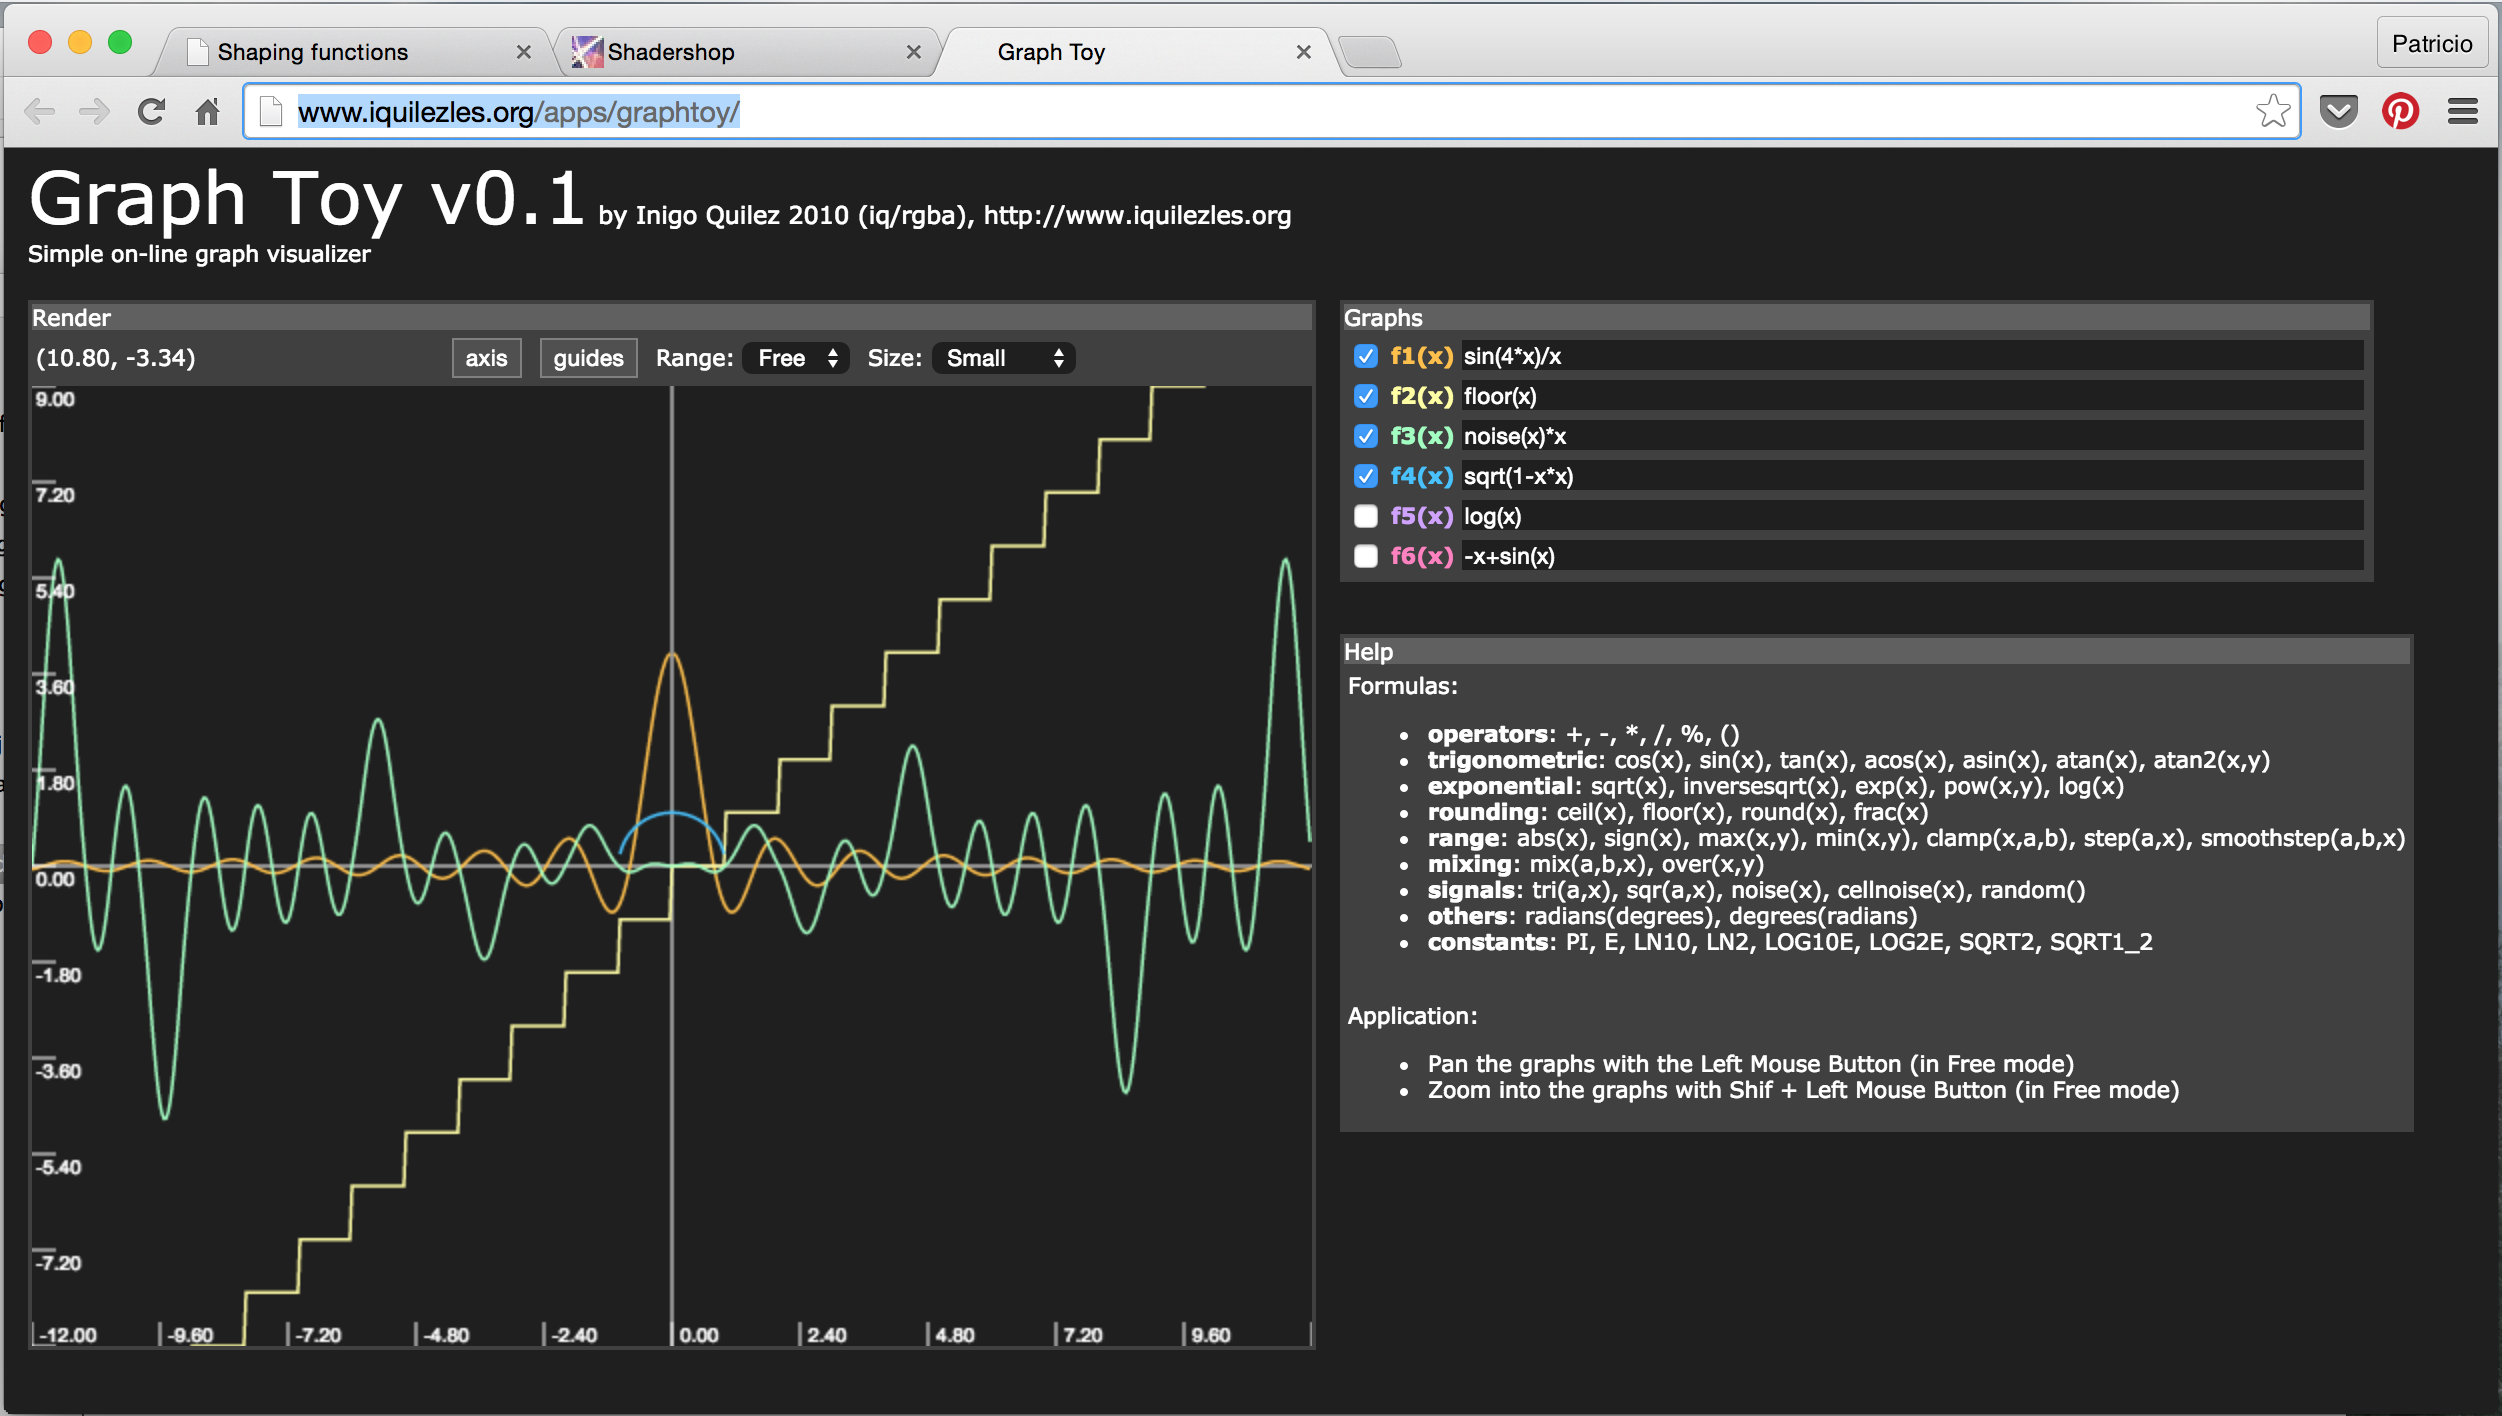 Shaping functions
Shadershop
Graph Toy
Patricio
www.iquilezles.org/apps/graphtoy/
Graph Toy v0.1 by Inigo Quilez 2010 (iq/rgba), http://www.iquilezles.org
Simple on-line graph visualizer
Render
(10.80, -3.34)
axis
guides
Range: Free
Size: Small
9.00
7.20
5.40
3.60
1.80
0.00
-1.80
-3.60
-5.40
-7.20
-12.00
-9.60
-7.20
-4.80
-2.40
0.00
2.40
4.80
7.20
9.60
Graphs
f1(x) sin(4*x)/x
f2(x) floor(x)
f3(x) noise(x)*x
f4(x) sqrt(1-x*x)
f5(x) log(x)
f6(x) -x+sin(x)
Help
Formulas:
• operators: +, -, *, /, %, ()
• trigonometric: cos(x), sin(x), tan(x), acos(x), asin(x), atan(x), atan2(x,y)
• exponential: sqrt(x), inversesqrt(x), exp(x), pow(x,y), log(x)
• rounding: ceil(x), floor(x), round(x), frac(x)
• range: abs(x), sign(x), max(x,y), min(x,y), clamp(x,a,b), step(a,x), smoothstep(a,b,x)
• mixing: mix(a,b,x), over(x,y)
• signals: tri(a,x), sqr(a,x), noise(x), cellnoise(x), random()
• others: radians(degrees), degrees(radians)
• constants: PI, E, LN10, LN2, LOG10E, LOG2E, SQRT2, SQRT1_2
Application:
• Pan the graphs with the Left Mouse Button (in Free mode)
• Zoom into the graphs with Shif + Left Mouse Button (in Free mode)